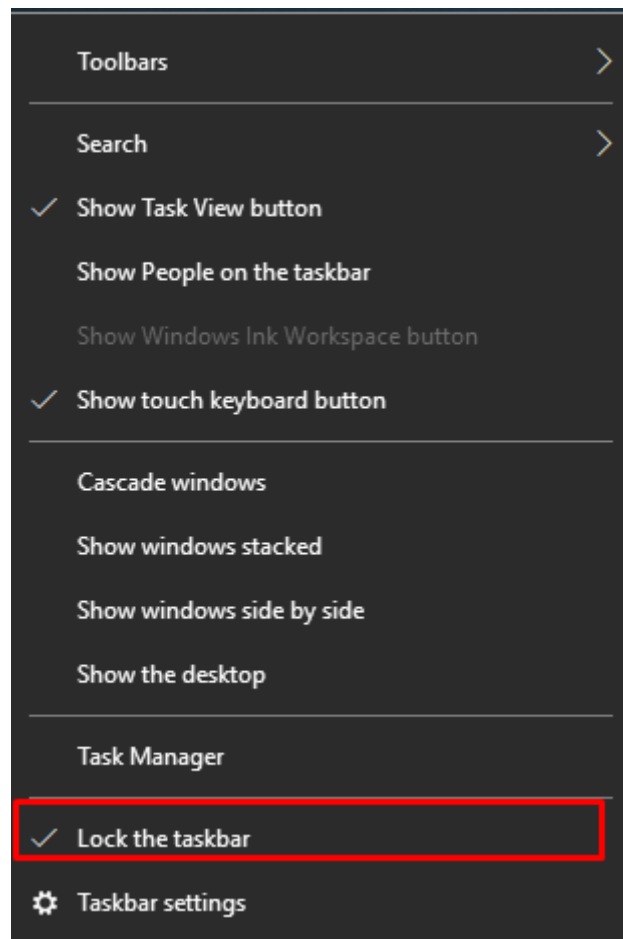 Toolbars
Search
Show Task View button
Show People on the taskbar
Show Windows Ink Workspace button
Show touch keyboard button
Cascade windows
Show windows stacked
Show windows side by side
Show the desktop
Task Manager
Lock the taskbar
Taskbar settings